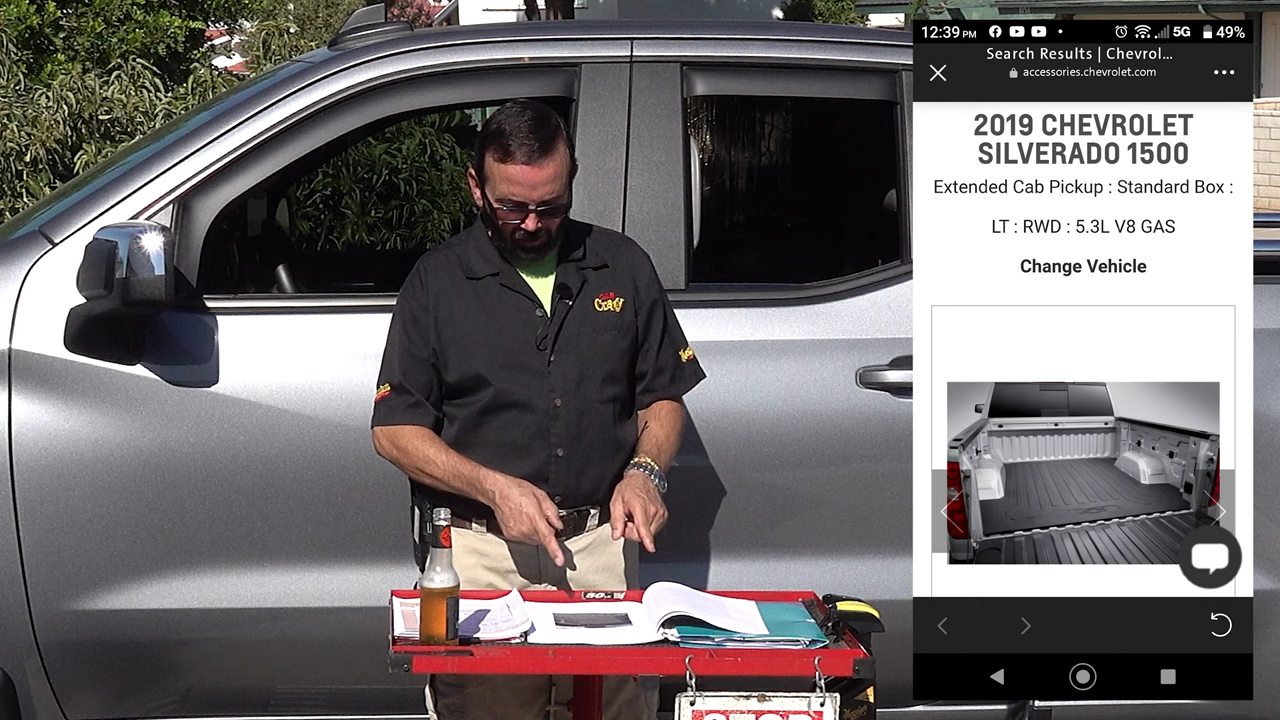 12:39 PM
5G
49%
Search Results | Chevrol...
accessories.chevrolet.com
2019 CHEVROLET
SILVERADO 1500
Extended Cab Pickup : Standard Box :
LT : RWD : 5.3L V8 GAS
Change Vehicle